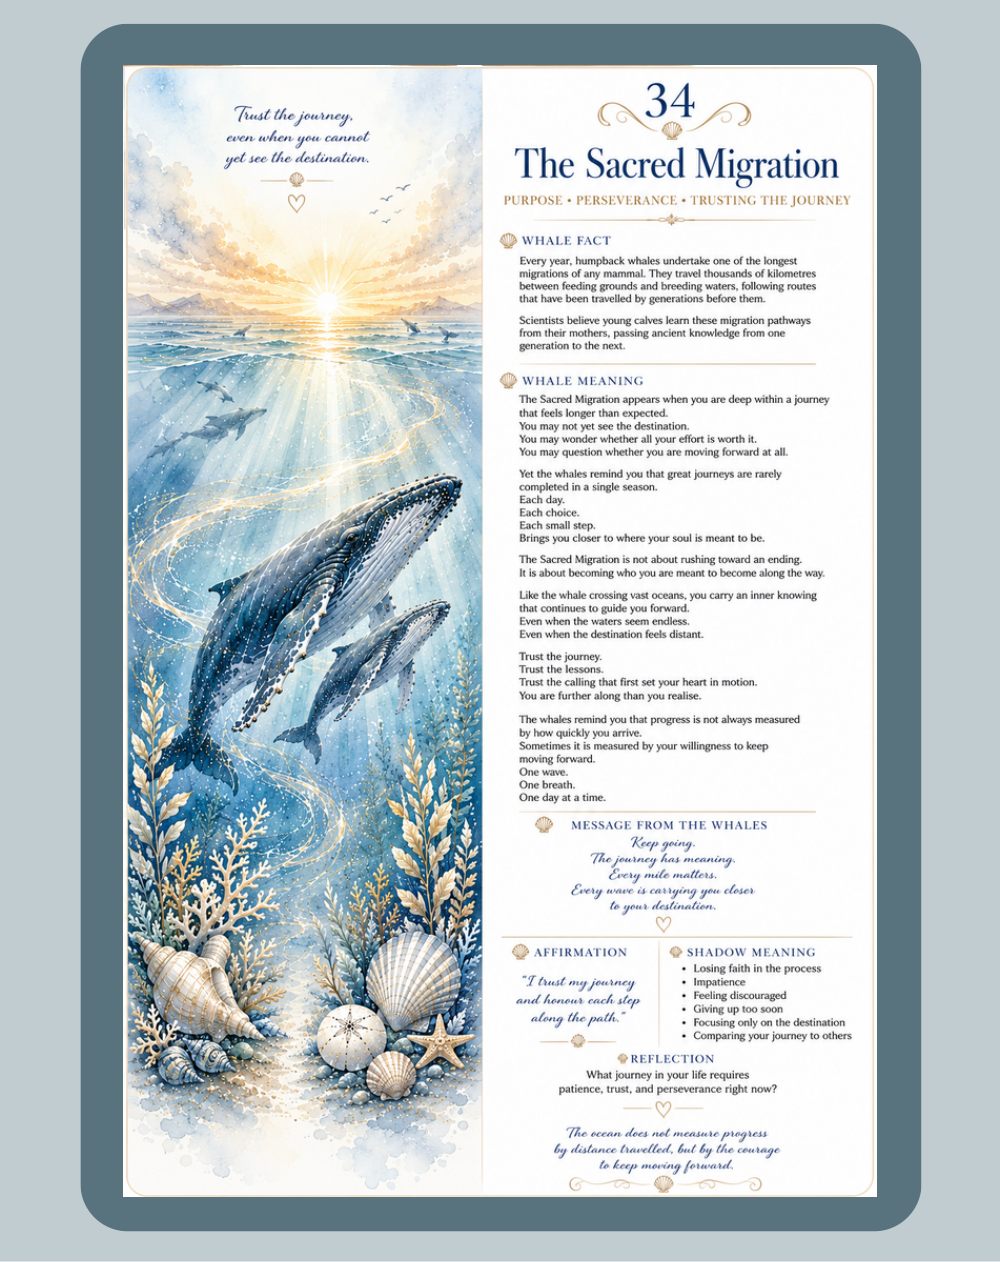 Trust the journey,
even when you cannot
yet see the destination.
34
The Sacred Migration
PURPOSE • PERSEVERANCE • TRUSTING THE JOURNEY
WHALE FACT
Every year, humpback whales undertake one of the longest
migrations of any mammal. They travel thousands of kilometres
between feeding grounds and breeding waters, following routes
that have been travelled by generations before them.
Scientists believe young calves learn these migration pathways
from their mothers, passing ancient knowledge from one
generation to the next.
WHALE MEANING
The Sacred Migration appears when you are deep within a journey
that feels longer than expected.
You may not yet see the destination.
You may wonder whether all your effort is worth it.
You may question whether you are moving forward at all.
Yet the whales remind you that great journeys are rarely
completed in a single season.
Each day.
Each choice.
Each small step.
Brings you closer to where your soul is meant to be.
The Sacred Migration is not about rushing toward an ending.
It is about becoming who you are meant to become along the way.
Like the whale crossing vast oceans, you carry an inner knowing
that continues to guide you forward.
Even when the waters seem endless.
Even when the destination feels distant.
Trust the journey.
Trust the lessons.
Trust the calling that first set your heart in motion.
You are further along than you realise.
The whales remind you that progress is not always measured
by how quickly you arrive.
Sometimes it is measured by your willingness to keep
moving forward.
One wave.
One breath.
One day at a time.
MESSAGE FROM THE WHALES
Keep going.
The journey has meaning.
Every mile matters.
Every wave is carrying you closer
to your destination.
AFFIRMATION
"I trust my journey
and honour each step
along the path."
SHADOW MEANING
• Losing faith in the process
• Impatience
• Feeling discouraged
• Giving up too soon
• Focusing only on the destination
• Comparing your journey to others
REFLECTION
What journey in your life requires
patience, trust, and perseverance right now?
The ocean does not measure progress
by distance travelled, but by the courage
to keep moving forward.